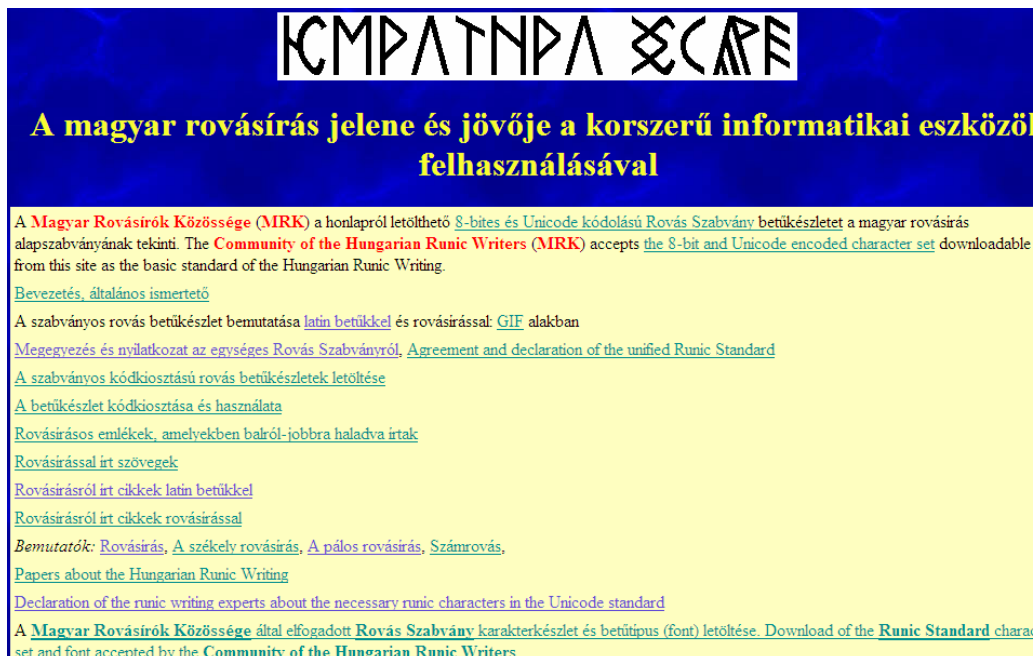 A magyar rovásírás jelene és jövője a korszerű informatikai eszközök
felhasználásával
A Magyar Rovásírók Közössége (MRK) a honlapról letölthető 8-bites és Unicode kódolású Rovás Szabvány betűkészletet a magyar rovásírás
alapszabványának tekinti. The Community of the Hungarian Runic Writers (MRK) accepts the 8-bit and Unicode encoded character set downloadable
from this site as the basic standard of the Hungarian Runic Writing.
Bevezetés, általános ismertető
A szabványos rovás betűkészlet bemutatása latin betűkkel és rovásírással: GIF alakban
Megegyezés és nyilatkozat az egységes Rovás Szabványról, Agreement and declaration of the unified Runic Standard
A szabványos kódkiosztású rovás betűkészletek letöltése
A betűkészlet kódkiosztása és használata
Rovásírásos emlékek, amelyekben balról-jobbra haladva írtak
Rovásírással írt szövegek
Rovásírásról írt cikkek latin betűkkel
Rovásírásról írt cikkek rovásírással
Bemutatók: Rovásírás, A székely rovásírás, A pálos rovásírás, Számrovás,
Papers about the Hungarian Runic Writing
Declaration of the runic writing experts about the necessary runic characters in the Unicode standard
A Magyar Rovásírók Közössége által elfogadott Rovás Szabvány karakterkészlet és betűtípus (font) letöltése. Download of the Runic Standard charac
set and font accepted by the Community of the Hungarian Runic Writers